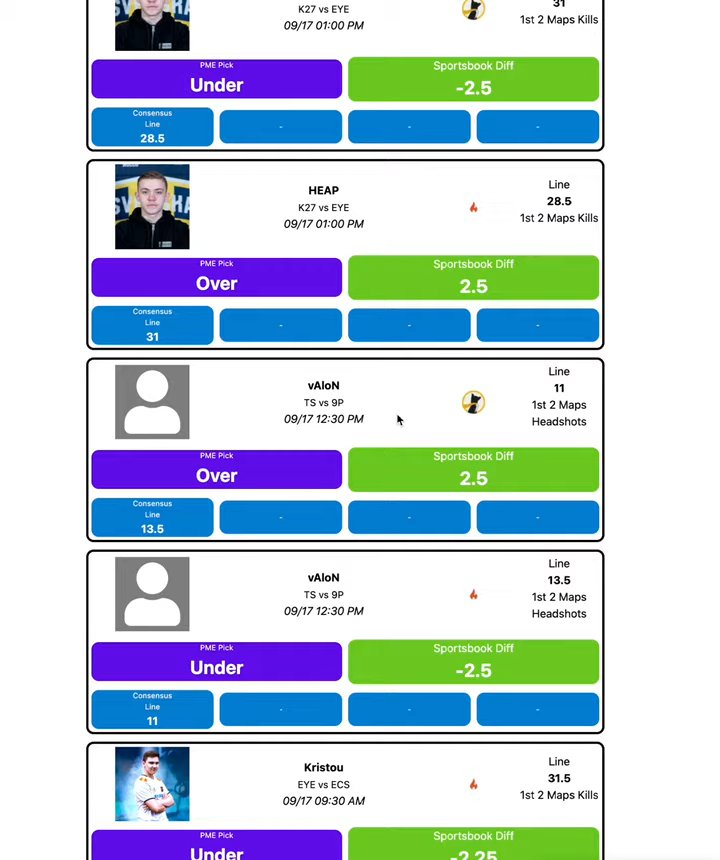 K27 vs EYE
09/17 01:00 PM
31
1st 2 Maps Kills
PME Pick
Under
Sportsbook Diff
-2.5
Consensus
Line
28.5
-
-
-
HEAP
K27 vs EYE
09/17 01:00 PM
Line
28.5
1st 2 Maps Kills
PME Pick
Over
Sportsbook Diff
2.5
Consensus
Line
31
-
-
-
vAloN
TS vs 9P
09/17 12:30 PM
Line
11
1st 2 Maps
Headshots
PME Pick
Over
Sportsbook Diff
2.5
Consensus
Line
13.5
-
-
-
vAloN
TS vs 9P
09/17 12:30 PM
Line
13.5
1st 2 Maps
Headshots
PME Pick
Under
Sportsbook Diff
-2.5
Consensus
Line
11
-
-
-
Kristou
EYE vs ECS
09/17 09:30 AM
Line
31.5
1st 2 Maps Kills
PME Pick
Under
Sportsbook Diff
-2.25